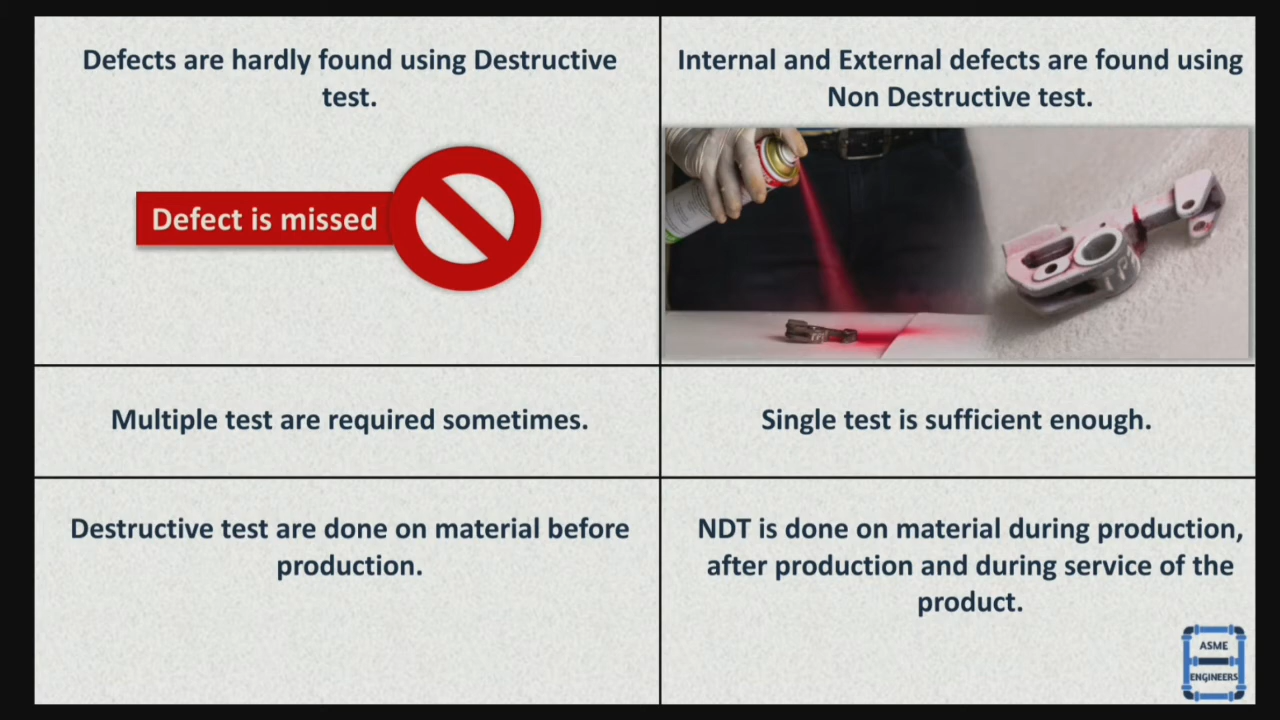 Defects are hardly found using Destructive
test.
Internal and External defects are found using
Non Destructive test.
Defect is missed
Multiple test are required sometimes.
Single test is sufficient enough.
Destructive test are done on material before
production.
NDT is done on material during production,
after production and during service of the
product.
ASME
ENGINEERS